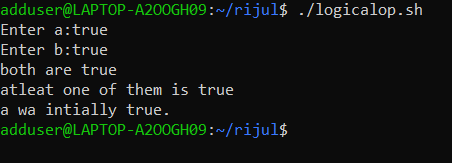 adduser@LAPTOP-A2OOGH09:~/rijul$ ./logicalop.sh
Enter a:true
Enter b:true
both are true
atleat one of them is true
a wa intially true.
adduser@LAPTOP-A2OOGH09:~/rijul$